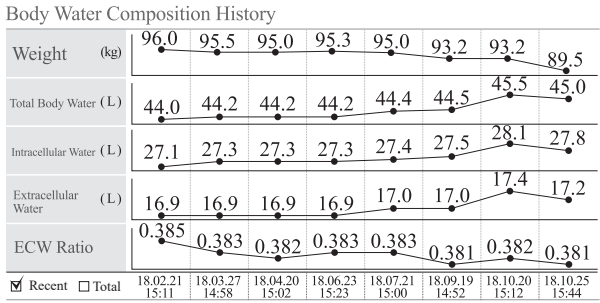 Body Water Composition History
Weight (kg) 96.0 95.5 95.0 95.3 95.0 93.2 93.2 89.5
Total Body Water (L) 44.0 44.2 44.2 44.2 44.4 44.5 45.5 45.0
Intracellular Water (L) 27.1 27.3 27.3 27.3 27.4 27.5 28.1 27.8
Extracellular
Water (L) 16.9 16.9 16.9 16.9 17.0 17.0 17.4 17.2
ECW Ratio 0.385 0.383 0.382 0.383 0.383 0.381 0.382 0.381
Recent Total 18.02.21 18.03.27 18.04.20 18.06.23 18.07.21 18.09.19 18.10.20 18.10.25
15:11 14:58 15:02 15:23 15:00 14:52 15:12 15:44